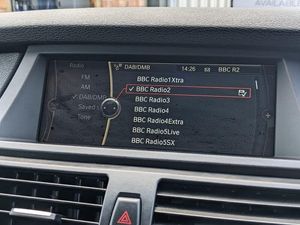 Radio
DAB/DMB 14:26 BBC R2
FM
AM
✓ DAB/DMB
Saved
Tone
BBC Radio1Xtra
✓ BBC Radio2
BBC Radio3
BBC Radio4
BBC Radio4Extra
BBC Radio5Live
BBC Radio5SX